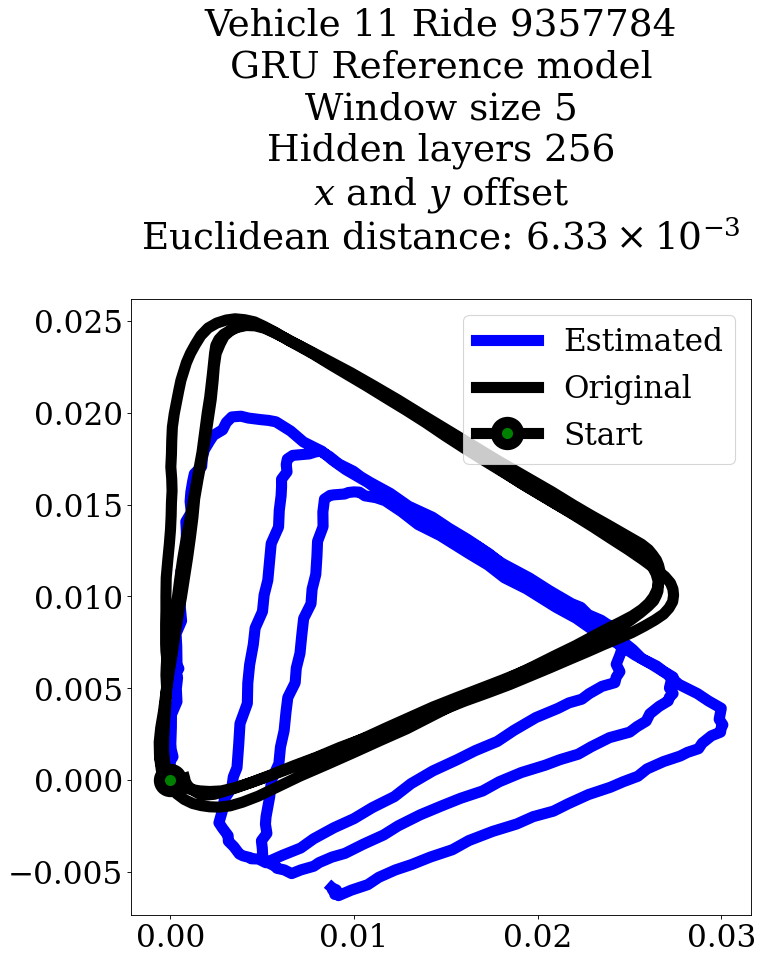 Vehicle 11 Ride 9357784
GRU Reference model
Window size 5
Hidden layers 256
x and y offset
Euclidean distance: 6.33 × 10⁻³
Estimated
Original
Start
0.025
0.020
0.015
0.010
0.005
0.000
−0.005
0.00 0.01 0.02 0.03